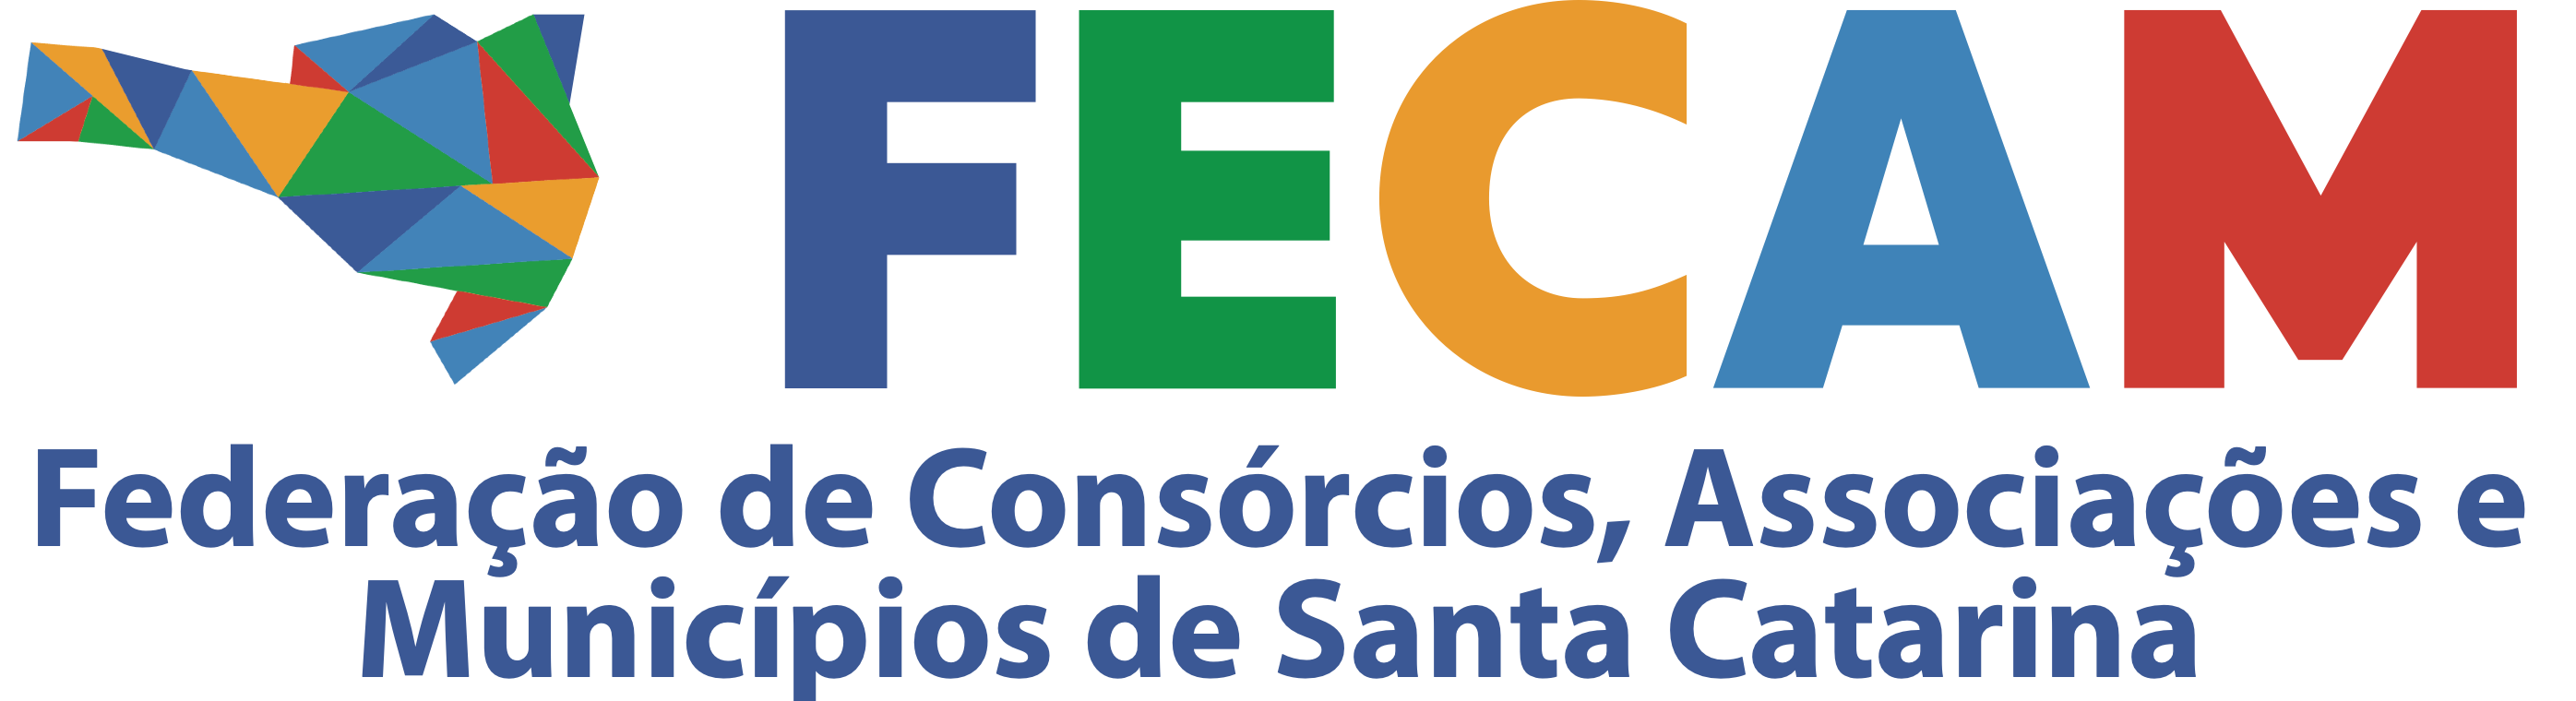 FECAM
Federação de Consórcios, Associações e
Municípios de Santa Catarina